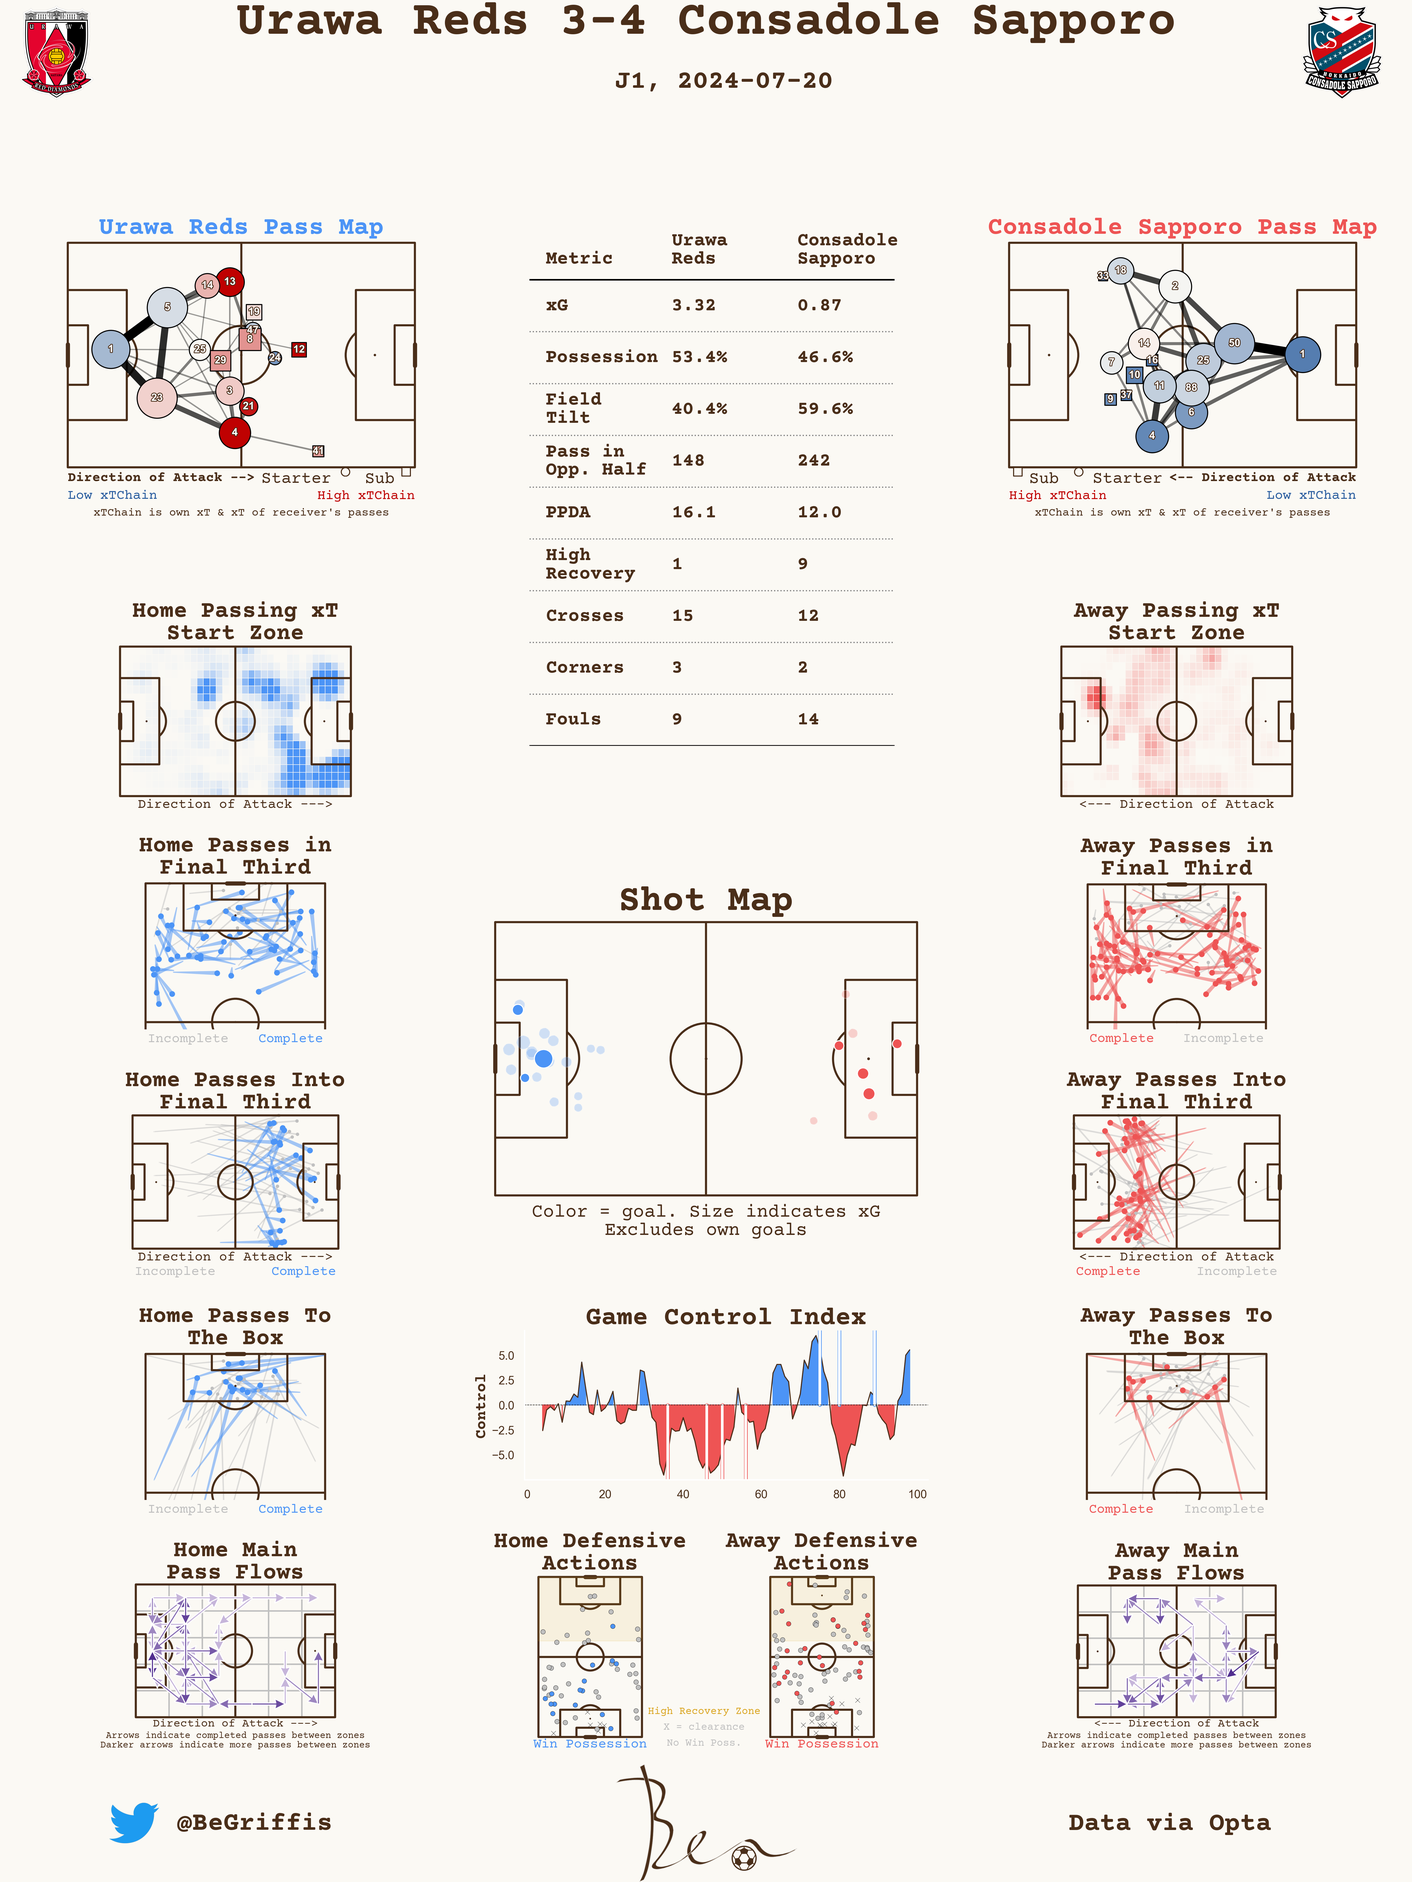 Urawa Reds 3-4 Consadole Sapporo
J1, 2024-07-20
URAWA
RED DIAMONDS
CS
HOKKAIDO
CONSADOLE SAPPORO
Urawa Reds Pass Map
13
14
5
19
47
8
1
25
12
29
24
3
23
21
4
41
Direction of Attack --> Starter Sub
Low xTChain High xTChain
xTChain is own xT & xT of receiver's passes
Metric Urawa Reds Consadole Sapporo
xG 3.32 0.87
Possession 53.4% 46.6%
Field Tilt 40.4% 59.6%
Pass in Opp. Half 148 242
PPDA 16.1 12.0
High Recovery 1 9
Crosses 15 12
Corners 3 2
Fouls 9 14
Consadole Sapporo Pass Map
33
18
2
14
50
1
7
16
25
10
11
88
9
37
6
4
Sub Starter <-- Direction of Attack
High xTChain Low xTChain
xTChain is own xT & xT of receiver's passes
Home Passing xT
Start Zone
Direction of Attack --->
Away Passing xT
Start Zone
<--- Direction of Attack
Home Passes in
Final Third
Incomplete Complete
Away Passes in
Final Third
Complete Incomplete
Shot Map
Color = goal. Size indicates xG
Excludes own goals
Home Passes Into
Final Third
Direction of Attack --->
Incomplete Complete
Away Passes Into
Final Third
<--- Direction of Attack
Complete Incomplete
Home Passes To
The Box
Incomplete Complete
Game Control Index
Control
5.0
2.5
0.0
−2.5
−5.0
0 20 40 60 80 100
Away Passes To
The Box
Complete Incomplete
Home Main
Pass Flows
Direction of Attack --->
Arrows indicate completed passes between zones
Darker arrows indicate more passes between zones
Home Defensive
Actions
Win Possession
Away Defensive
Actions
Win Possession
High Recovery Zone
X = clearance
No Win Poss.
Away Main
Pass Flows
<--- Direction of Attack
Arrows indicate completed passes between zones
Darker arrows indicate more passes between zones
@BeGriffis
Ben
Data via Opta